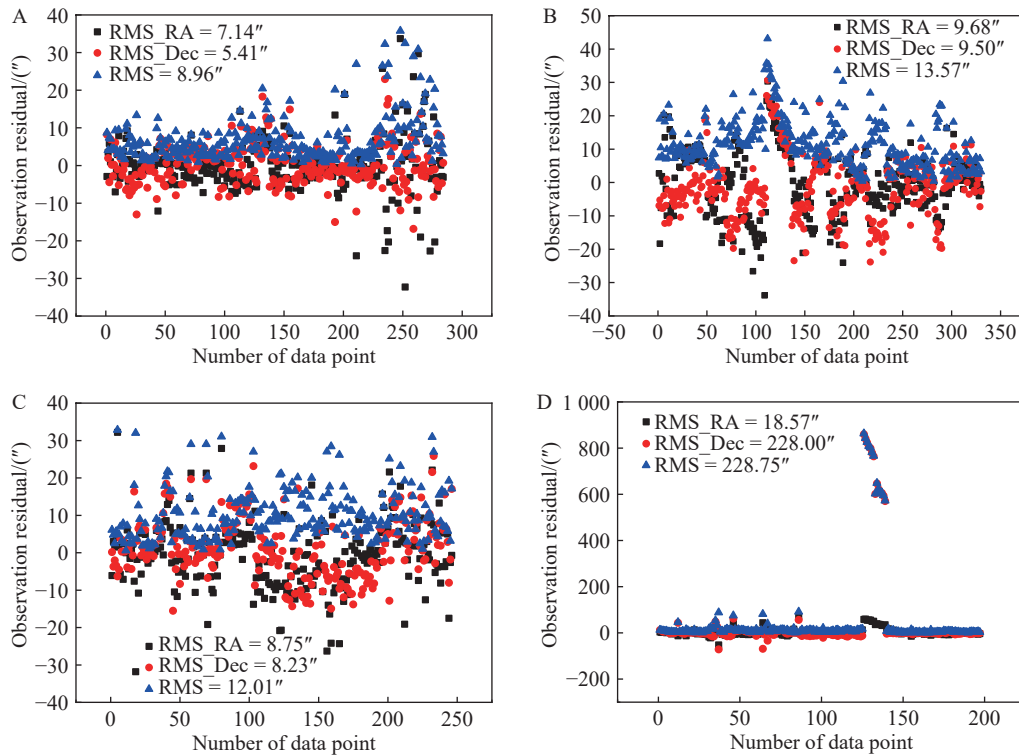 A
RMS_RA = 7.14″
RMS_Dec = 5.41″
RMS = 8.96″
Observation residual/(″)
40
30
20
10
0
−10
−20
−30
−40
0 50 100 150 200 250 300
Number of data point
B
RMS_RA = 9.68″
RMS_Dec = 9.50″
RMS = 13.57″
Observation residual/(″)
50
40
30
20
10
0
−10
−20
−30
−40
−50 0 50 100 150 200 250 300 350
Number of data point
C
RMS_RA = 8.75″
RMS_Dec = 8.23″
RMS = 12.01″
Observation residual/(″)
40
30
20
10
0
−10
−20
−30
−40
0 50 100 150 200 250
Number of data point
D
RMS_RA = 18.57″
RMS_Dec = 228.00″
RMS = 228.75″
Observation residual/(″)
1 000
800
600
400
200
0
−200
0 50 100 150 200
Number of data point